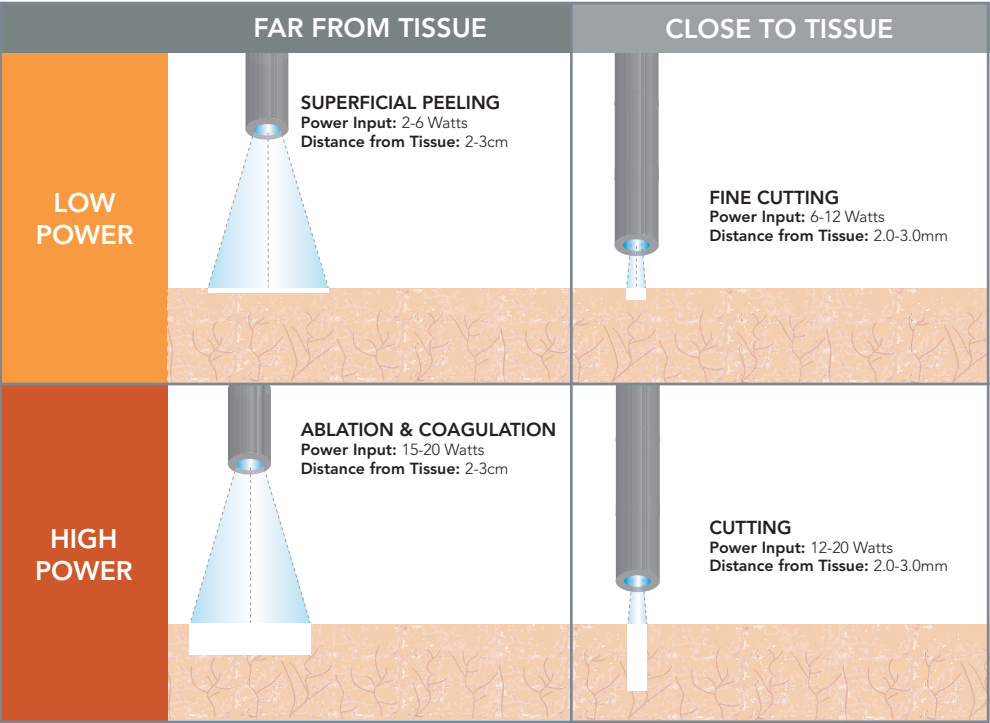 FAR FROM TISSUE
CLOSE TO TISSUE
LOW
POWER
SUPERFICIAL PEELING
Power Input: 2-6 Watts
Distance from Tissue: 2-3cm
FINE CUTTING
Power Input: 6-12 Watts
Distance from Tissue: 2.0-3.0mm
HIGH
POWER
ABLATION & COAGULATION
Power Input: 15-20 Watts
Distance from Tissue: 2-3cm
CUTTING
Power Input: 12-20 Watts
Distance from Tissue: 2.0-3.0mm